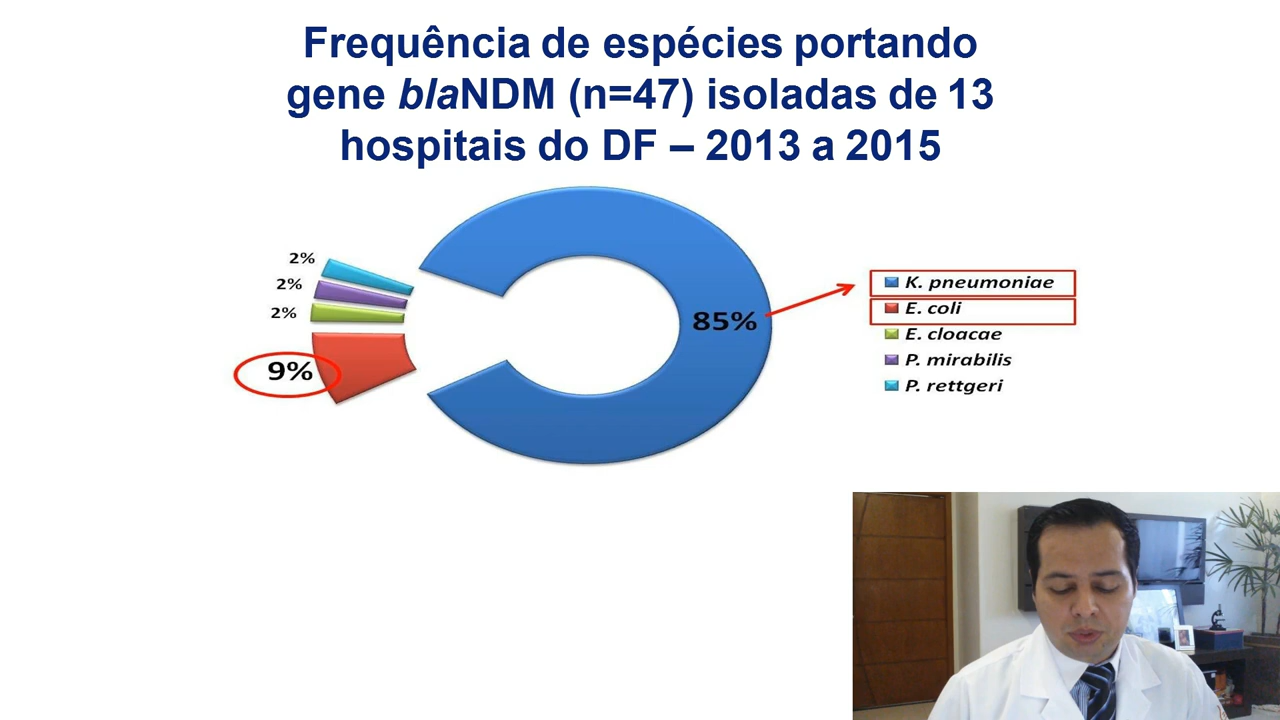 Frequência de espécies portando
gene blaNDM (n=47) isoladas de 13
hospitais do DF – 2013 a 2015
2%
2%
2%
9%
85%
K. pneumoniae
E. coli
E. cloacae
P. mirabilis
P. rettgeri